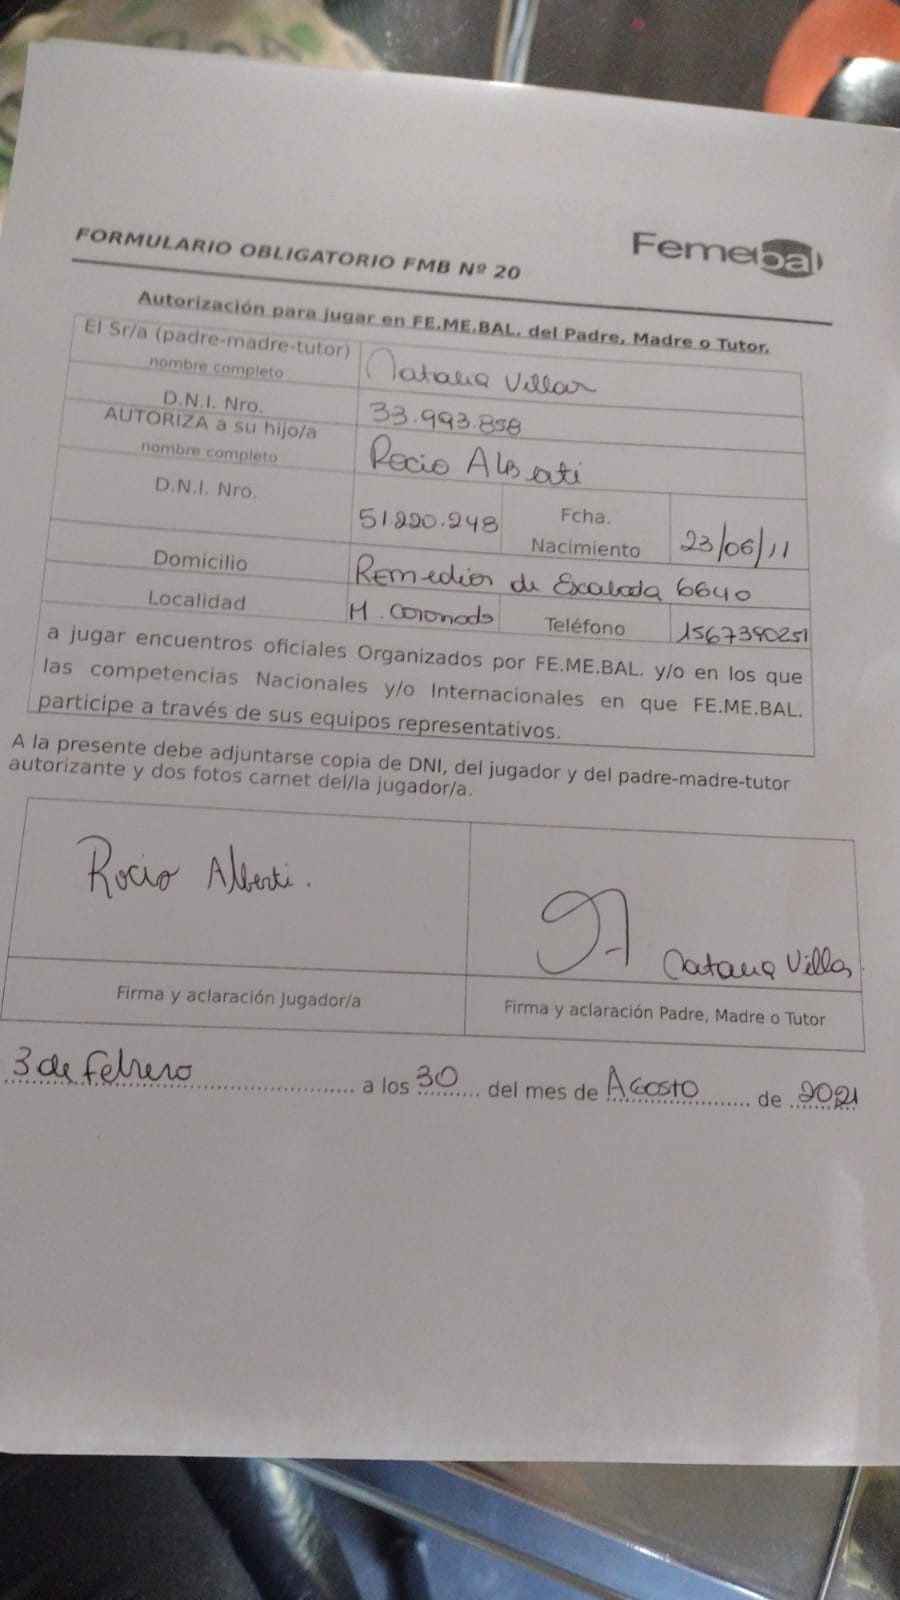 FORMULARIO OBLIGATORIO FMB Nº 20
Femebal
Autorización para jugar en FE.ME.BAL. del Padre, Madre o Tutor.
El Sr/a (padre-madre-tutor)
nombre completo
Natalia Villar
D.N.I. Nro.
33.993.858
AUTORIZA a su hijo/a
nombre completo
Rocio Alberti
D.N.I. Nro.
51.220.248
Fcha.
Nacimiento
23/06/11
Domicilio
Remedios de Escalada 6640
Localidad
M. Coronado
Teléfono
1567390251
a jugar encuentros oficiales Organizados por FE.ME.BAL. y/o en los que
las competencias Nacionales y/o Internacionales en que FE.ME.BAL.
participe a través de sus equipos representativos.
A la presente debe adjuntarse copia de DNI, del jugador y del padre-madre-tutor
autorizante y dos fotos carnet del/la jugador/a.
Rocio Alberti.
Natalia Villar
Firma y aclaración Jugador/a
Firma y aclaración Padre, Madre o Tutor
3 de Febrero a los 30 del mes de Agosto de 2021